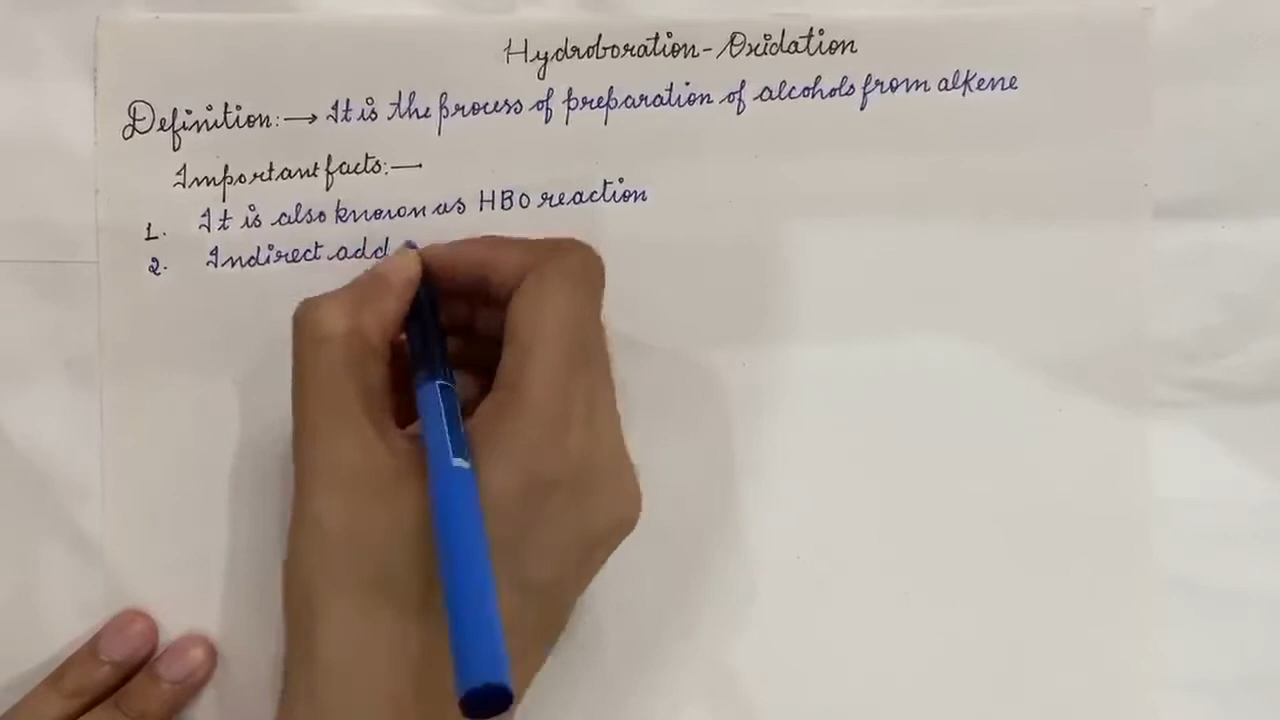 Hydroboration-Oxidation
Definition:→ It is the process of preparation of alcohols from alkene
Important facts:—
1. It is also known as HBO reaction
2. Indirect add